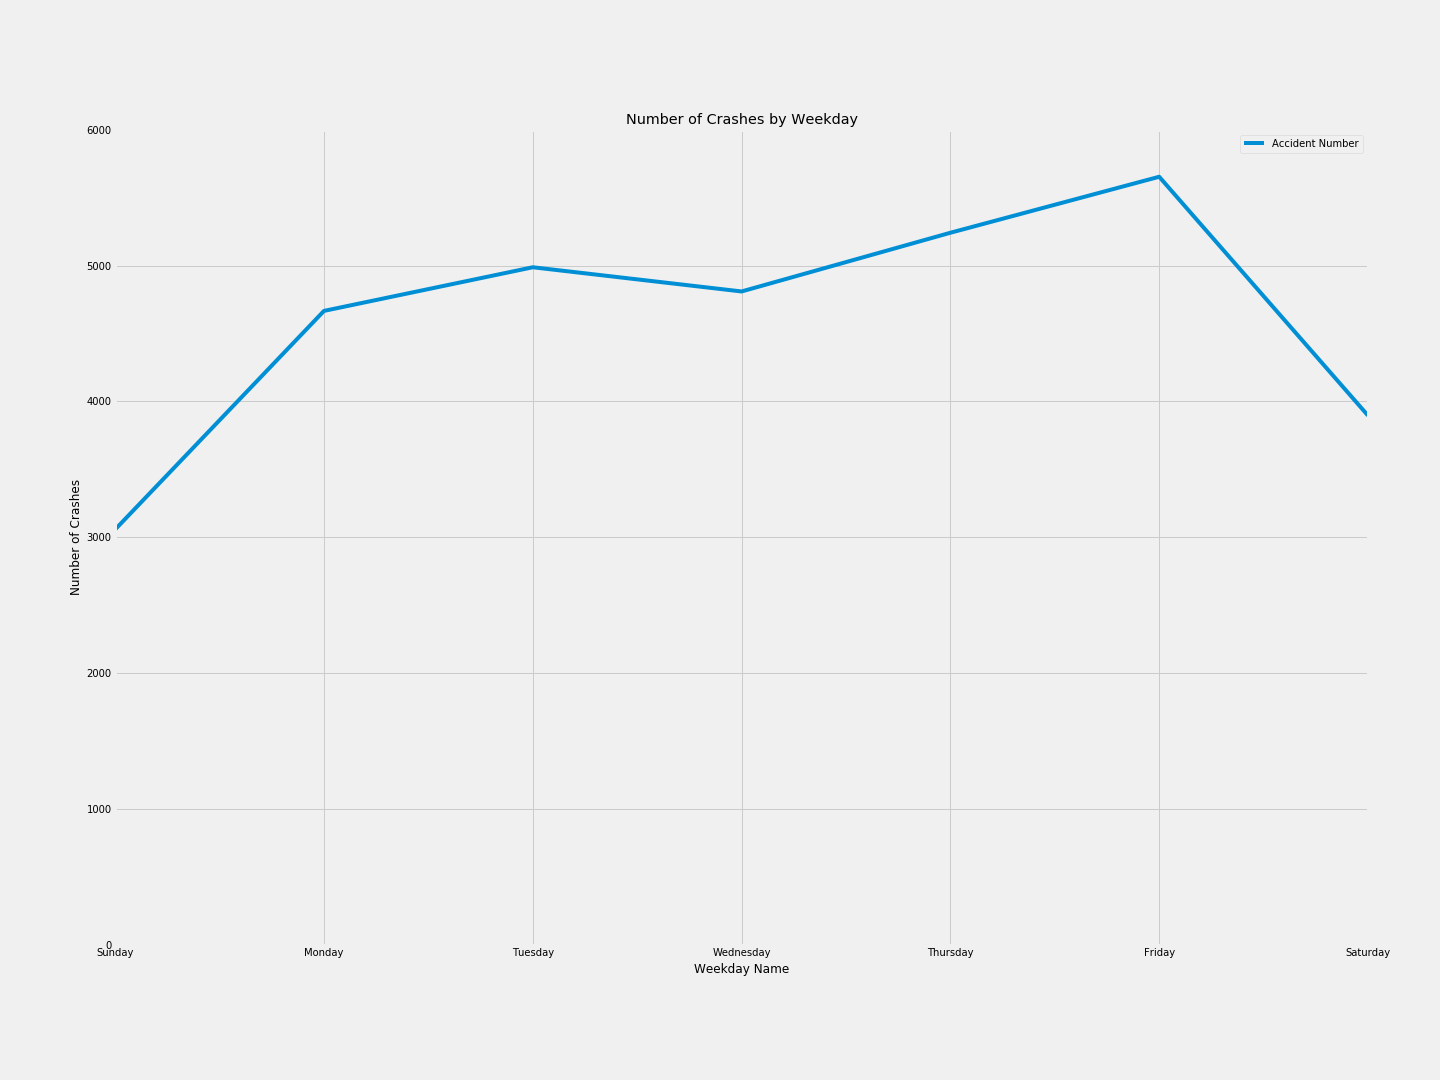 Number of Crashes by Weekday
Accident Number
6000
5000
4000
3000
2000
1000
0
Number of Crashes
Sunday Monday Tuesday Wednesday Thursday Friday Saturday
Weekday Name